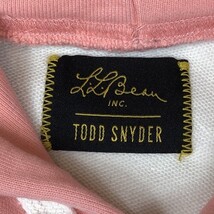 L.L.Bean
INC.
TODD SNYDER